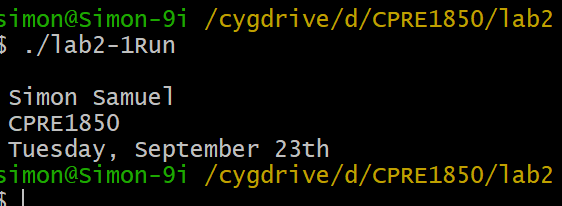 simon@Simon-9i /cygdrive/d/CPRE1850/lab2
$ ./lab2-1Run
Simon Samuel
CPRE1850
Tuesday, September 23th
simon@Simon-9i /cygdrive/d/CPRE1850/lab2
$